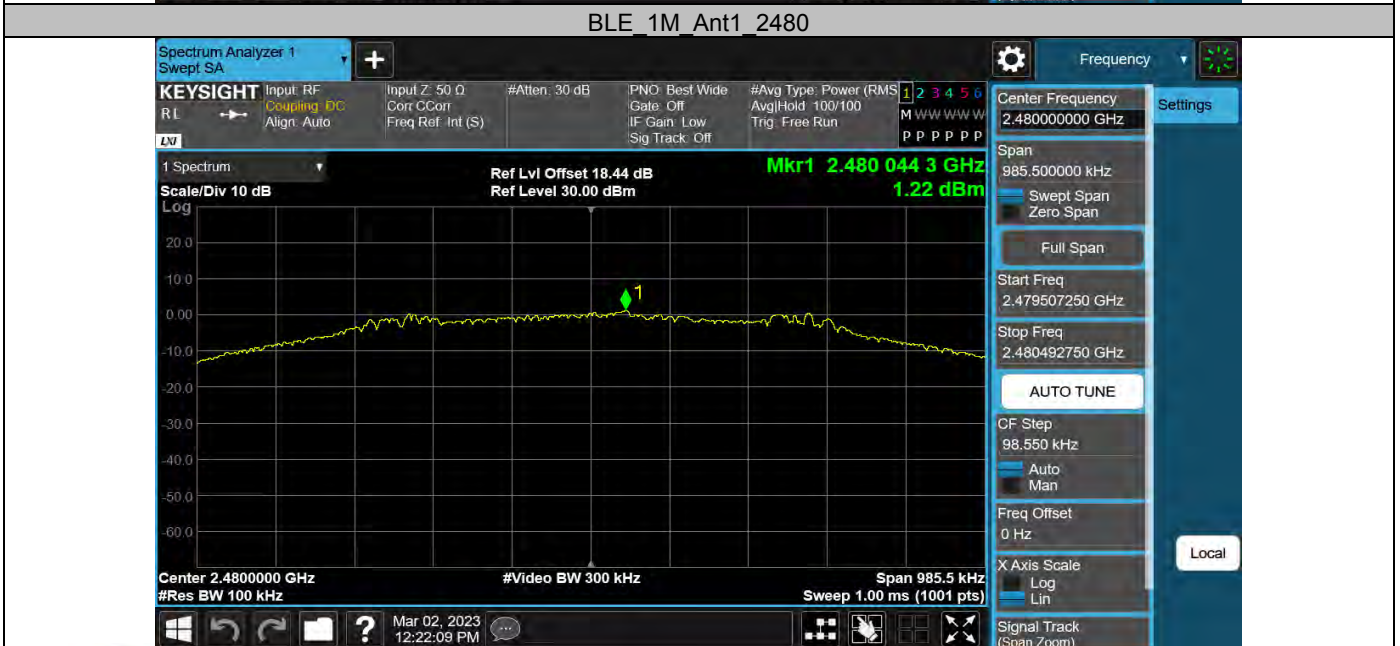 BLE_1M_Ant1_2480
Spectrum Analyzer 1
Swept SA
+
Frequency
KEYSIGHT
R L
LXI
Input: RF
Coupling: DC
Align: Auto
Input Z: 50 Ω
Corr CCorr
Freq Ref: Int (S)
#Atten: 30 dB
PNO: Best Wide
Gate: Off
IF Gain: Low
Sig Track: Off
#Avg Type: Power (RMS
Avg|Hold: 100/100
Trig: Free Run
1 2 3 4 5 6
M W W W W W
P P P P P P
Center Frequency
2.480000000 GHz
Settings
Span
985.500000 kHz
Swept Span
Zero Span
Full Span
Start Freq
2.479507250 GHz
Stop Freq
2.480492750 GHz
AUTO TUNE
CF Step
98.550 kHz
Auto
Man
Freq Offset
0 Hz
X Axis Scale
Log
Lin
Local
Signal Track
(Span Zoom)
1 Spectrum
Scale/Div 10 dB
Log
Ref Lvl Offset 18.44 dB
Ref Level 30.00 dBm
Mkr1 2.480 044 3 GHz
1.22 dBm
20.0
10.0
1
0.00
-10.0
-20.0
-30.0
-40.0
-50.0
-60.0
Center 2.4800000 GHz
#Video BW 300 kHz
Span 985.5 kHz
#Res BW 100 kHz
Sweep 1.00 ms (1001 pts)
?
Mar 02, 2023
12:22:09 PM